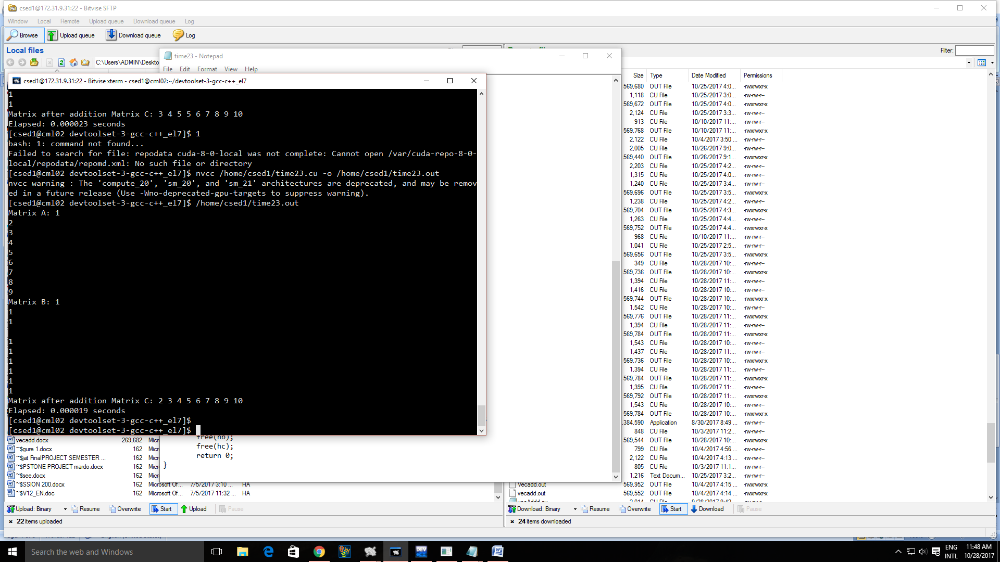 csed1@172.31.9.31:22 - Bitvise SFTP
Window Local Remote Upload queue Download queue Log
Browse Upload queue Download queue Log
Local files
Filter:
C:\Users\ADMIN\Deskto
time23 - Notepad
File Edit Format View Help
csed1@172.31.9.31:22 - Bitvise xterm - csed1@cml02:~/devtoolset-3-gcc-c++_el7
1
1
Matrix after addition Matrix C: 3 4 5 5 6 7 8 9 10
Elapsed: 0.000023 seconds
[csed1@cml02 devtoolset-3-gcc-c++_el7]$ 1
bash: 1: command not found...
Failed to search for file: repodata cuda-8-0-local was not complete: Cannot open /var/cuda-repo-8-0-
local/repodata/repomd.xml: No such file or directory
[csed1@cml02 devtoolset-3-gcc-c++_el7]$ nvcc /home/csed1/time23.cu -o /home/csed1/time23.out
nvcc warning : The 'compute_20', 'sm_20', and 'sm_21' architectures are deprecated, and may be remov
ed in a future release (Use -Wno-deprecated-gpu-targets to suppress warning).
[csed1@cml02 devtoolset-3-gcc-c++_el7]$ /home/csed1/time23.out
Matrix A: 1
2
3
4
5
6
7
8
9
Matrix B: 1
1
1
1
1
1
1
1
1
Matrix after addition Matrix C: 2 3 4 5 6 7 8 9 10
Elapsed: 0.000019 seconds
[csed1@cml02 devtoolset-3-gcc-c++_el7]$
[csed1@cml02 devtoolset-3-gcc-c++_el7]$
free(hb);
free(hc);
return 0;
}
Size Type Date Modified Permissions
569,680 OUT File 10/25/2017 4:0... -rwxrwxr-x
1,118 CU File 10/25/2017 3:0... -rw-rw-r--
569,672 OUT File 10/25/2017 4:0... -rwxrwxr-x
2,124 CU File 10/25/2017 3:3... -rw-rw-r--
913 CU File 10/10/2017 11:... -rw-rw-r--
569,768 OUT File 10/10/2017 11:... -rwxrwxr-x
2,122 CU File 10/4/2017 3:50 ... -rw-rw-r--
2,005 CU File 10/26/2017 9:0... -rw-rw-r--
569,440 OUT File 10/26/2017 9:1... -rwxrwxr-x
2,203 CU File 10/25/2017 4:2... -rw-rw-r--
1,315 CU File 10/25/2017 4:0... -rw-rw-r--
1,240 CU File 10/25/2017 3:4... -rw-rw-r--
569,696 OUT File 10/25/2017 3:5... -rwxrwxr-x
1,238 CU File 10/25/2017 4:2... -rw-rw-r--
569,704 OUT File 10/25/2017 4:3... -rwxrwxr-x
1,263 CU File 10/25/2017 4:4... -rw-rw-r--
569,752 OUT File 10/25/2017 4:4... -rwxrwxr-x
968 CU File 10/10/2017 11:... -rw-rw-r--
1,041 CU File 10/25/2017 2:5... -rw-rw-r--
569,656 OUT File 10/25/2017 3:5... -rwxrwxr-x
349 CU File 10/28/2017 10:... -rw-rw-r--
569,736 OUT File 10/28/2017 10:... -rwxrwxr-x
1,394 CU File 10/28/2017 11:... -rw-rw-r--
1,416 CU File 10/28/2017 10:... -rw-rw-r--
569,744 OUT File 10/28/2017 10:... -rwxrwxr-x
1,542 CU File 10/28/2017 10:... -rw-rw-r--
569,776 OUT File 10/28/2017 11:... -rwxrwxr-x
1,394 CU File 10/28/2017 11:... -rw-rw-r--
569,784 OUT File 10/28/2017 11:... -rwxrwxr-x
1,543 CU File 10/28/2017 10:... -rw-rw-r--
1,437 CU File 10/28/2017 11:... -rw-rw-r--
569,736 OUT File 10/28/2017 10:... -rwxrwxr-x
1,394 CU File 10/28/2017 11:... -rw-rw-r--
569,784 OUT File 10/28/2017 11:... -rwxrwxr-x
1,395 CU File 10/28/2017 11:... -rw-rw-r--
569,792 OUT File 10/28/2017 11:... -rwxrwxr-x
1,543 CU File 10/28/2017 10:... -rw-rw-r--
569,784 OUT File 10/28/2017 10:... -rwxrwxr-x
,384,590 Application 8/30/2017 8:49 ... -rw-rw-r--
848 CU File 10/3/2017 11:2... -rw-rw-r--
569,544 OUT File 10/28/2017 10:... -rwxrwxr-x
799 CU File 10/4/2017 4:56 ... -rw-rw-r--
2,122 CU File 10/4/2017 4:13 ... -rw-rw-r--
805 CU File 10/3/2017 11:1... -rw-rw-r--
1,216 Text Docum... 10/25/2017 3:2... -rw-rw-r--
Vecadd.out 569,952 OUT File 10/4/2017 4:15 ... -rwxrwxr-x
vecadd.out 569,552 OUT File 10/4/2017 4:14 ... -rwxrwxr-x
vecadd.docx 269,682 Micr
~$gure 1.docx 162 Micr
~$jat FinalPROJECT SEMESTER ... 162 Micr
~$PSTONE PROJECT mardo.docx 162 Micr
~$see.docx 162 Micr
~$SSION 200.docx 162 Microsoft Of... 7/5/2017 3:10 ... HA
~$V12_EN.doc 162 Microsoft Of... 7/5/2017 11:32 ... HA
Upload: Binary Resume Overwrite Start Upload Pause
Download: Binary Resume Overwrite Start Download Pause
22 items uploaded
24 items downloaded
Search the web and Windows
DEV
ENG
INTL
11:48 AM
10/28/2017